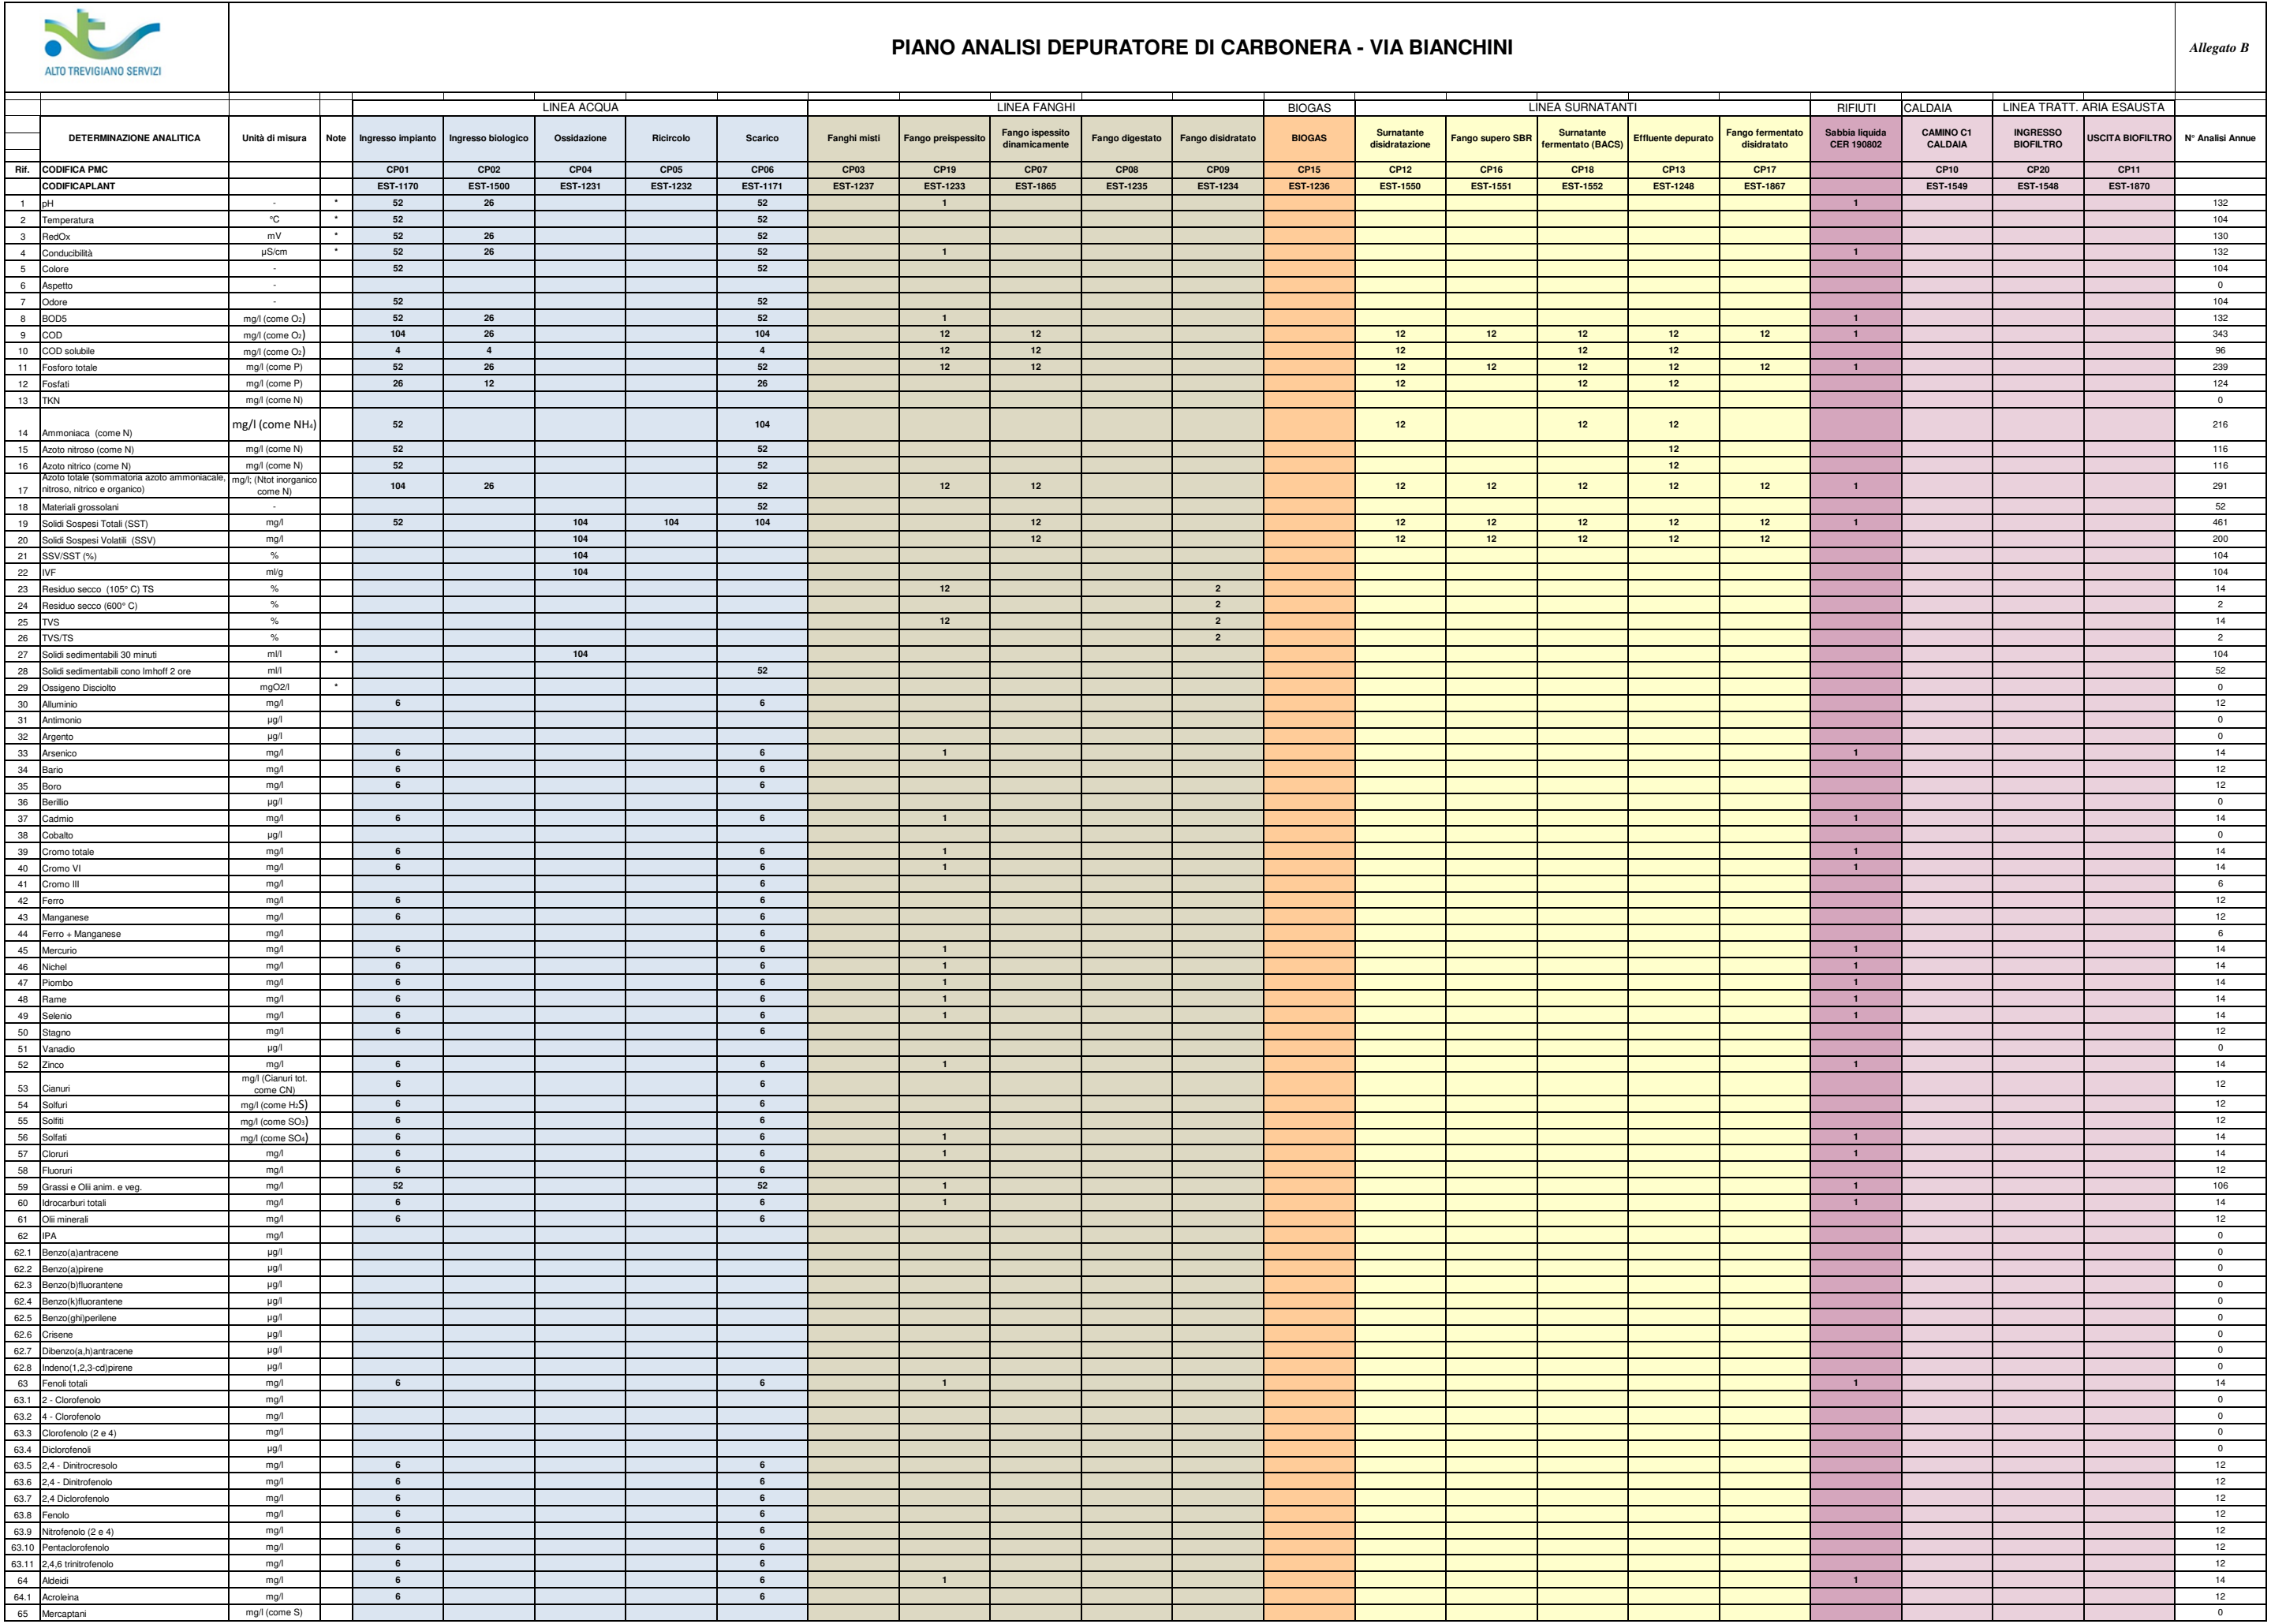 ALTO TREVIGIANO SERVIZI
PIANO ANALISI DEPURATORE DI CARBONERA - VIA BIANCHINI
Allegato B
LINEA ACQUA LINEA FANGHI BIOGAS LINEA SURNATANTI RIFIUTI CALDAIA LINEA TRATT. ARIA ESAUSTA
DETERMINAZIONE ANALITICA Unità di misura Note Ingresso impianto Ingresso biologico Ossidazione Ricircolo Scarico Fanghi misti Fango preispessito Fango ispessito dinamicamente Fango digestato Fango disidratato BIOGAS Surnatante disidratazione Fango supero SBR Surnatante fermentato (BACS) Effluente depurato Fango fermentato disidratato Sabbia liquida CER 190802 CAMINO C1 CALDAIA INGRESSO BIOFILTRO USCITA BIOFILTRO N° Analisi Annue
Rif. CODIFICA PMC CP01 CP02 CP04 CP05 CP06 CP03 CP19 CP07 CP08 CP09 CP15 CP12 CP16 CP18 CP13 CP17 CP10 CP20 CP11
CODIFICAPLANT EST-1170 EST-1500 EST-1231 EST-1232 EST-1171 EST-1237 EST-1233 EST-1865 EST-1235 EST-1234 EST-1236 EST-1550 EST-1551 EST-1552 EST-1248 EST-1867 EST-1549 EST-1548 EST-1870
1 pH - * 52 26 52 1 1 132
2 Temperatura °C * 52 52 104
3 RedOx mV * 52 26 52 130
4 Conducibilità µS/cm * 52 26 52 1 1 132
5 Colore - 52 52 104
6 Aspetto - 0
7 Odore - 52 52 104
8 BOD5 mg/l (come O2) 52 26 52 1 1 132
9 COD mg/l (come O2) 104 26 104 12 12 12 12 12 12 12 1 343
10 COD solubile mg/l (come O2) 4 4 4 12 12 12 12 12 96
11 Fosforo totale mg/l (come P) 52 26 52 12 12 12 12 12 12 12 1 239
12 Fosfati mg/l (come P) 26 12 26 12 12 12 124
13 TKN mg/l (come N) 0
14 Ammoniaca (come N) mg/l (come NH4) 52 104 12 12 12 216
15 Azoto nitroso (come N) mg/l (come N) 52 52 12 116
16 Azoto nitrico (come N) mg/l (come N) 52 52 12 116
17 Azoto totale (sommatoria azoto ammoniacale, nitroso, nitrico e organico) mg/l; (Ntot inorganico come N) 104 26 52 12 12 12 12 12 12 12 1 291
18 Materiali grossolani - 52 52
19 Solidi Sospesi Totali (SST) mg/l 52 104 104 104 12 12 12 12 12 12 1 461
20 Solidi Sospesi Volatili (SSV) mg/l 104 12 12 12 12 12 12 200
21 SSV/SST (%) % 104 104
22 IVF ml/g 104 104
23 Residuo secco (105° C) TS % 12 2 14
24 Residuo secco (600° C) % 2 2
25 TVS % 12 2 14
26 TVS/TS % 2 2
27 Solidi sedimentabili 30 minuti ml/l * 104 104
28 Solidi sedimentabili cono Imhoff 2 ore ml/l 52 52
29 Ossigeno Disciolto mgO2/l * 0
30 Alluminio mg/l 6 6 12
31 Antimonio µg/l 0
32 Argento µg/l 0
33 Arsenico mg/l 6 6 1 1 14
34 Bario mg/l 6 6 12
35 Boro mg/l 6 6 12
36 Berillio µg/l 0
37 Cadmio mg/l 6 6 1 1 14
38 Cobalto µg/l 0
39 Cromo totale mg/l 6 6 1 1 14
40 Cromo VI mg/l 6 6 1 1 14
41 Cromo III mg/l 6 6
42 Ferro mg/l 6 6 12
43 Manganese mg/l 6 6 12
44 Ferro + Manganese mg/l 6 6
45 Mercurio mg/l 6 6 1 1 14
46 Nichel mg/l 6 6 1 1 14
47 Piombo mg/l 6 6 1 1 14
48 Rame mg/l 6 6 1 1 14
49 Selenio mg/l 6 6 1 1 14
50 Stagno mg/l 6 6 12
51 Vanadio µg/l 0
52 Zinco mg/l 6 6 1 1 14
53 Cianuri mg/l (Cianuri tot. come CN) 6 6 12
54 Solfuri mg/l (come H2S) 6 6 12
55 Solfiti mg/l (come SO3) 6 6 12
56 Solfati mg/l (come SO4) 6 6 1 1 14
57 Cloruri mg/l 6 6 1 1 14
58 Fluoruri mg/l 6 6 12
59 Grassi e Olii anim. e veg. mg/l 52 52 1 1 106
60 Idrocarburi totali mg/l 6 6 1 1 14
61 Olii minerali mg/l 6 6 12
62 IPA mg/l 0
62.1 Benzo(a)antracene µg/l 0
62.2 Benzo(a)pirene µg/l 0
62.3 Benzo(b)fluorantene µg/l 0
62.4 Benzo(k)fluorantene µg/l 0
62.5 Benzo(ghi)perilene µg/l 0
62.6 Crisene µg/l 0
62.7 Dibenzo(a,h)antracene µg/l 0
62.8 Indeno(1,2,3-cd)pirene µg/l 0
63 Fenoli totali mg/l 6 6 1 1 14
63.1 2 - Clorofenolo mg/l 0
63.2 4 - Clorofenolo mg/l 0
63.3 Clorofenolo (2 e 4) mg/l 0
63.4 Diclorofenoli µg/l 0
63.5 2,4 - Dinitrocresolo mg/l 6 6 12
63.6 2,4 - Dinitrofenolo mg/l 6 6 12
63.7 2,4 Diclorofenolo mg/l 6 6 12
63.8 Fenolo mg/l 6 6 12
63.9 Nitrofenolo (2 e 4) mg/l 6 6 12
63.10 Pentaclorofenolo mg/l 6 6 12
63.11 2,4,6 trinitrofenolo mg/l 6 6 12
64 Aldeidi mg/l 6 6 1 1 14
64.1 Acroleina mg/l 6 6 12
65 Mercaptani mg/l (come S) 0